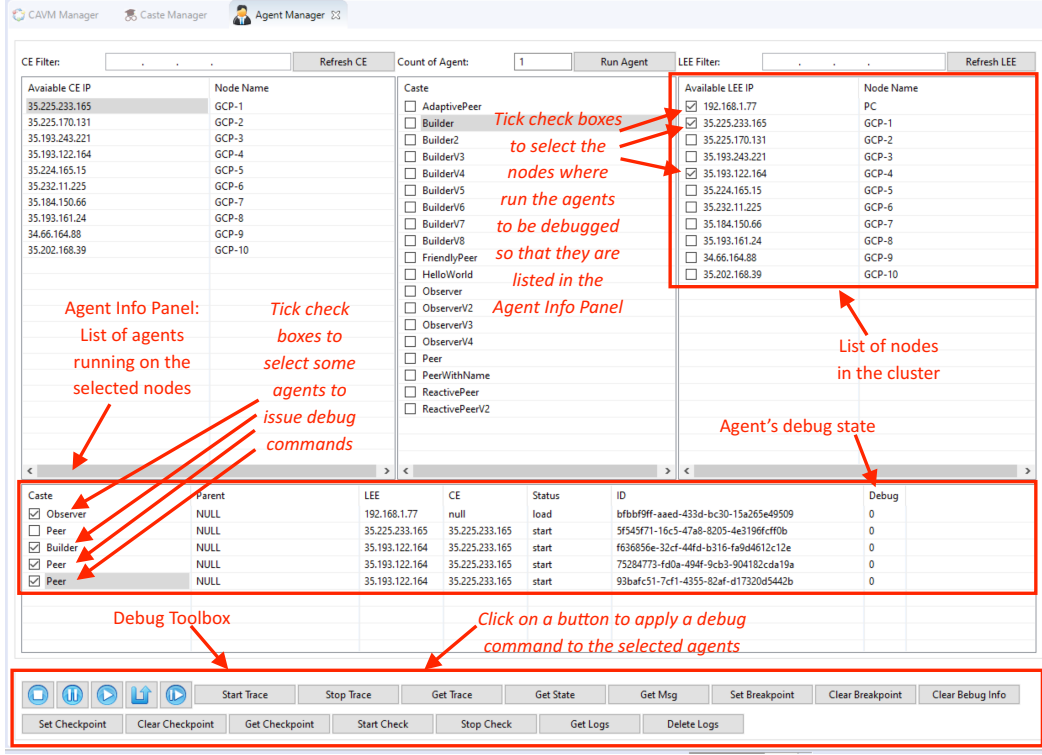 CAVM Manager Caste Manager Agent Manager
CE Filter: . . . Refresh CE Count of Agent: 1 Run Agent LEE Filter: . . . Refresh LEE
Avaiable CE IP Node Name
35.225.233.165 GCP-1
35.225.170.131 GCP-2
35.193.243.221 GCP-3
35.193.122.164 GCP-4
35.224.165.15 GCP-5
35.232.11.225 GCP-6
35.184.150.66 GCP-7
35.193.161.24 GCP-8
34.66.164.88 GCP-9
35.202.168.39 GCP-10
Caste
AdaptivePeer
Builder
Builder2
BuilderV3
BuilderV4
BuilderV5
BuilderV6
BuilderV7
BuilderV8
FriendlyPeer
HelloWorld
Observer
ObserverV2
ObserverV3
ObserverV4
Peer
PeerWithName
ReactivePeer
ReactivePeerV2
Tick check boxes
to select the
nodes where
run the agents
to be debugged
so that they are
listed in the
Agent Info Panel
Available LEE IP Node Name
192.168.1.77 PC
35.225.233.165 GCP-1
35.225.170.131 GCP-2
35.193.243.221 GCP-3
35.193.122.164 GCP-4
35.224.165.15 GCP-5
35.232.11.225 GCP-6
35.184.150.66 GCP-7
35.193.161.24 GCP-8
34.66.164.88 GCP-9
35.202.168.39 GCP-10
Agent Info Panel:
List of agents
running on the
selected nodes
Tick check
boxes to
select some
agents to
issue debug
commands
List of nodes
in the cluster
Agent's debug state
Caste Parent LEE CE Status ID Debug
Observer NULL 192.168.1.77 null load bfbbf9ff-aaed-433d-bc30-15a265e49509 0
Peer NULL 35.225.233.165 35.225.233.165 start 5f545f71-16c5-47a8-8205-4e3196fcff0b 0
Builder NULL 35.193.122.164 35.225.233.165 start f636856e-32cf-44fd-b316-fa9d4612c12e 0
Peer NULL 35.193.122.164 35.225.233.165 start 75284773-fd0a-494f-9cb3-904182cda19a 0
Peer NULL 35.193.122.164 35.225.233.165 start 93bafc51-7cf1-4355-82af-d17320d5442b 0
Debug Toolbox
Click on a button to apply a debug
command to the selected agents
Start Trace Stop Trace Get Trace Get State Get Msg Set Breakpoint Clear Breakpoint Clear Bebug Info
Set Checkpoint Clear Checkpoint Get Checkpoint Start Check Stop Check Get Logs Delete Logs